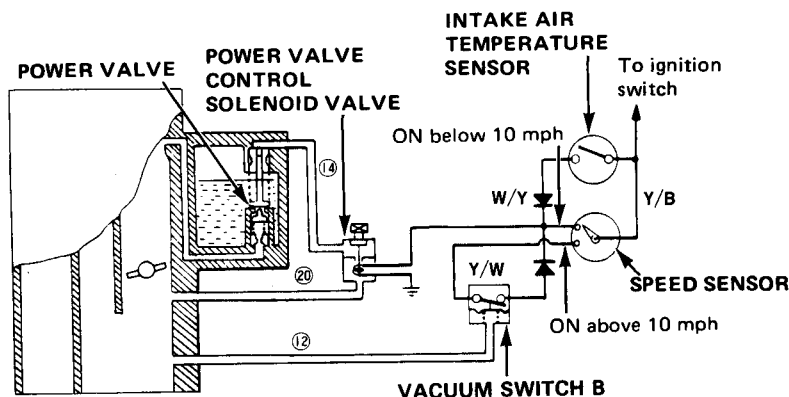 INTAKE AIR
TEMPERATURE
SENSOR
POWER VALVE
POWER VALVE
CONTROL
SOLENOID VALVE
To ignition
switch
ON below 10 mph
14
W/Y
Y/B
20
Y/W
SPEED SENSOR
ON above 10 mph
12
VACUUM SWITCH B